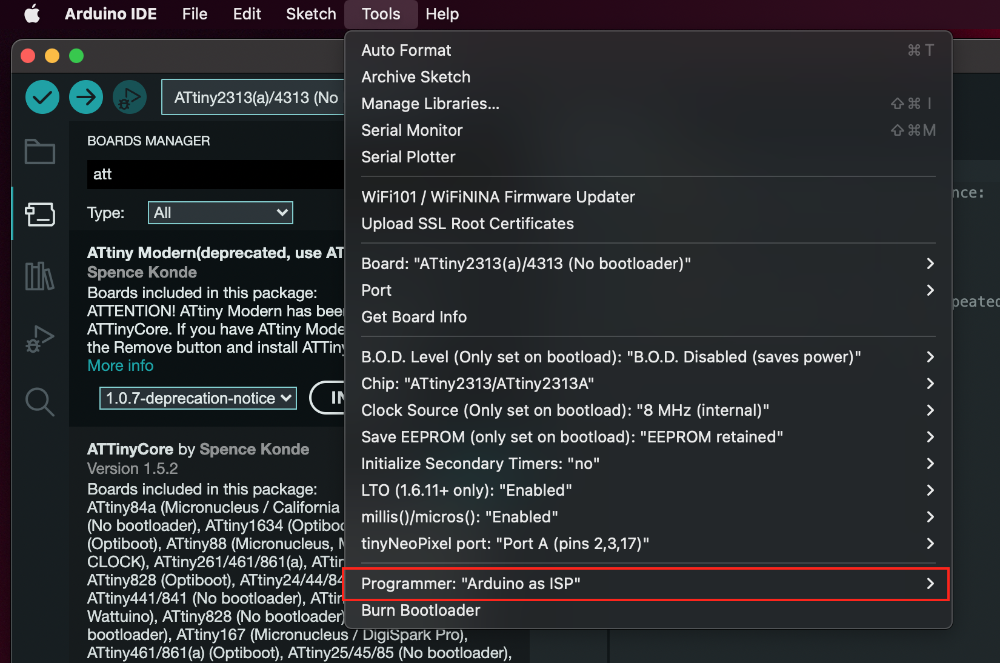 Arduino IDE File Edit Sketch Tools Help
ATtiny2313(a)/4313 (No
BOARDS MANAGER
att
Type: All
ATtiny Modern(deprecated, use AT
Spence Konde
Boards included in this package:
ATTENTION! ATtiny Modern has been
ATTinyCore. If you have ATtiny Mode
the Remove button and install ATTiny
More info
1.0.7-deprecation-notice IN
ATTinyCore by Spence Konde
Version 1.5.2
Boards included in this package:
ATtiny84a (Micronucleus / California
(No bootloader), ATtiny1634 (Optiboo
(Optiboot), ATtiny88 (Micronucleus, M
CLOCK), ATtiny261/461/861(a), ATtin
ATtiny828 (Optiboot), ATtiny24/44/84
ATtiny441/841 (No bootloader), ATtiny
Wattuino), ATtiny828 (No bootloader)
ATtiny167 (Micronucleus / DigiSpark Pro),
ATtiny461/861(a) (Optiboot), ATtiny25/45/85 (No bootloader),
Auto Format ⌘ T
Archive Sketch
Manage Libraries... ⇧ ⌘ I
Serial Monitor ⇧ ⌘ M
Serial Plotter
WiFi101 / WiFiNINA Firmware Updater
Upload SSL Root Certificates
Board: "ATtiny2313(a)/4313 (No bootloader)"
Port
Get Board Info
B.O.D. Level (Only set on bootload): "B.O.D. Disabled (saves power)"
Chip: "ATtiny2313/ATtiny2313A"
Clock Source (Only set on bootload): "8 MHz (internal)"
Save EEPROM (only set on bootload): "EEPROM retained"
Initialize Secondary Timers: "no"
LTO (1.6.11+ only): "Enabled"
millis()/micros(): "Enabled"
tinyNeoPixel port: "Port A (pins 2,3,17)"
Programmer: "Arduino as ISP"
Burn Bootloader
nce:
peated